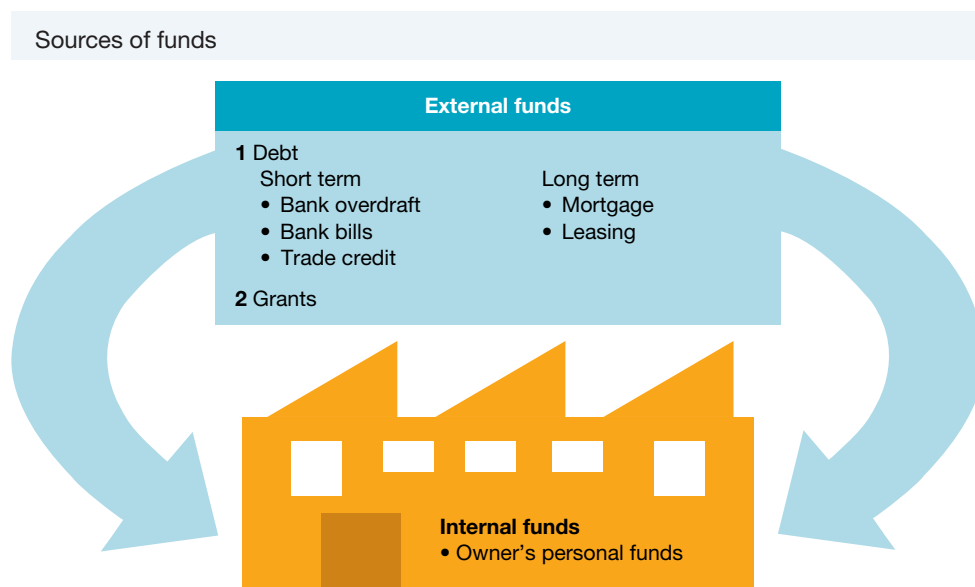 Sources of funds
External funds
1 Debt
Short term
• Bank overdraft
• Bank bills
• Trade credit
Long term
• Mortgage
• Leasing
2 Grants
Internal funds
• Owner's personal funds